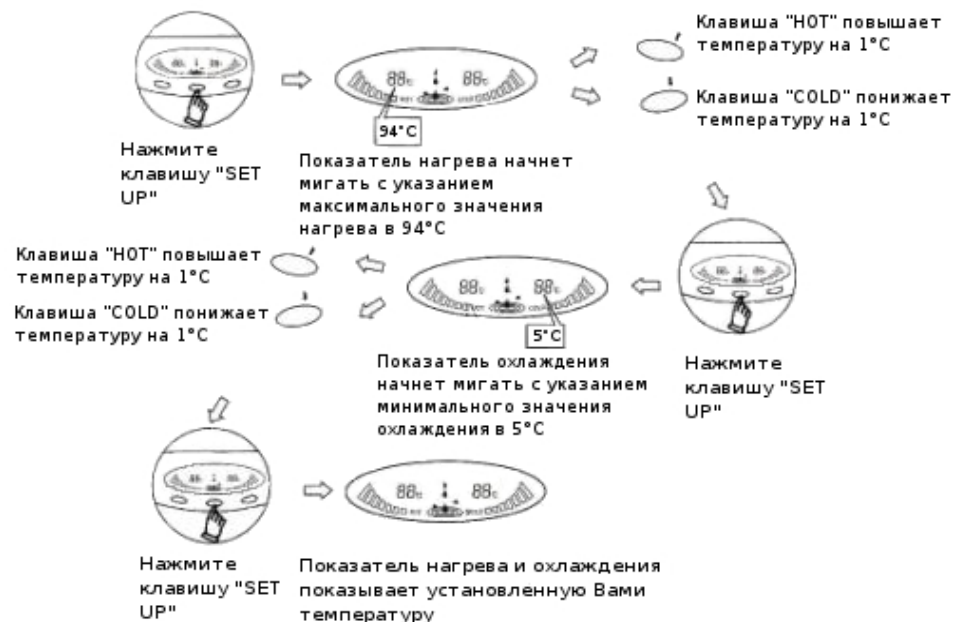 Клавиша "HOT" повышает
температуру на 1°C
Клавиша "COLD" понижает
температуру на 1°C
94°C
Нажмите
клавишу "SET
UP"
Показатель нагрева начнет
мигать с указанием
максимального значения
нагрева в 94°C
Клавиша "HOT" повышает
температуру на 1°C
Клавиша "COLD" понижает
температуру на 1°C
5°C
Показатель охлаждения
начнет мигать с указанием
минимального значения
охлаждения в 5°C
Нажмите
клавишу "SET
UP"
Нажмите
клавишу "SET
UP"
Показатель нагрева и охлаждения
показывает установленную Вами
температуру